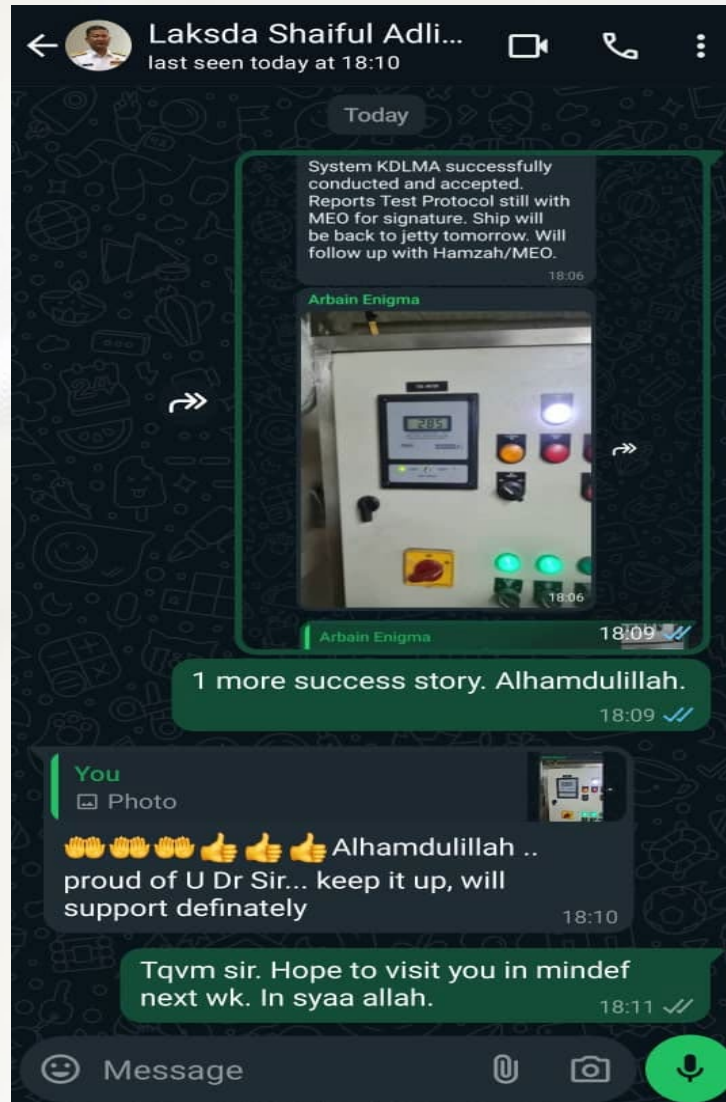 Laksda Shaiful Adli...
last seen today at 18:10
Today
System KDLMA successfully
conducted and accepted.
Reports Test Protocol still with
MEO for signature. Ship will
be back to jetty tomorrow. Will
follow up with Hamzah/MEO.
18:06
Arbain Enigma
285
18:06
Arbain Enigma
18:09
1 more success story. Alhamdulillah.
18:09
You
Photo
🤲🤲🤲👍👍👍Alhamdulillah ..
proud of U Dr Sir... keep it up, will
support definately
18:10
Tqvm sir. Hope to visit you in mindef
next wk. In syaa allah.
18:11
Message